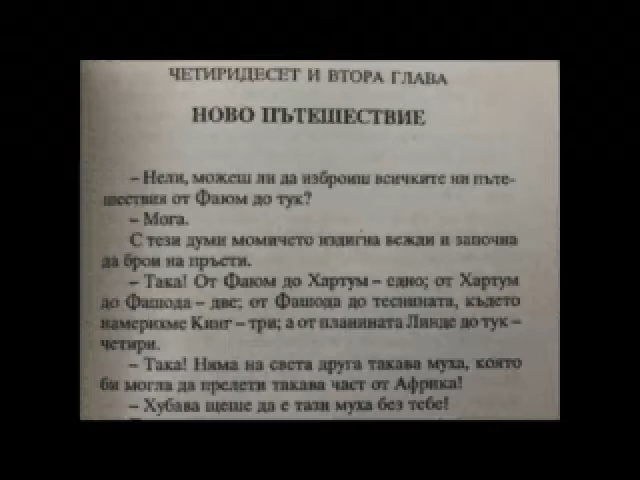 ЧЕТИРИДЕСЕТ И ВТОРА ГЛАВА
НОВО ПЪТЕШЕСТВИЕ
– Нели, можеш ли да изброиш всичките ни пъте-
шествия от Фаюм до тук?
– Мога.
С тези думи момичето издигна вежди и започна
да брои на пръсти.
– Така! От Фаюм до Хартум – едно; от Хартум
до Фашода – две; от Фашода до теснината, където
намерихме Кинг – три; а от планината Линде до тук –
четири.
– Така! Няма на света друга такава муха, която
би могла да прелети такава част от Африка!
– Хубава щеше да е тази муха без тебе!